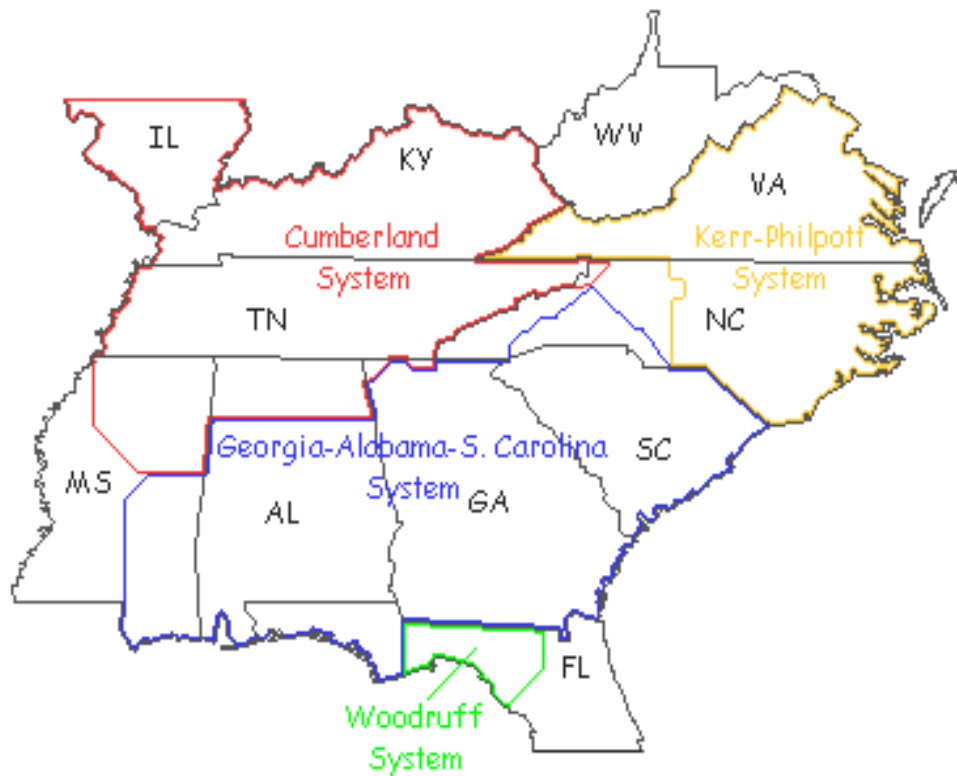 IL
KY
WV
VA
Cumberland
System
Kerr-Philpott
System
TN
NC
Georgia-Alabama-S. Carolina
System
MS
AL
GA
SC
FL
Woodruff
System